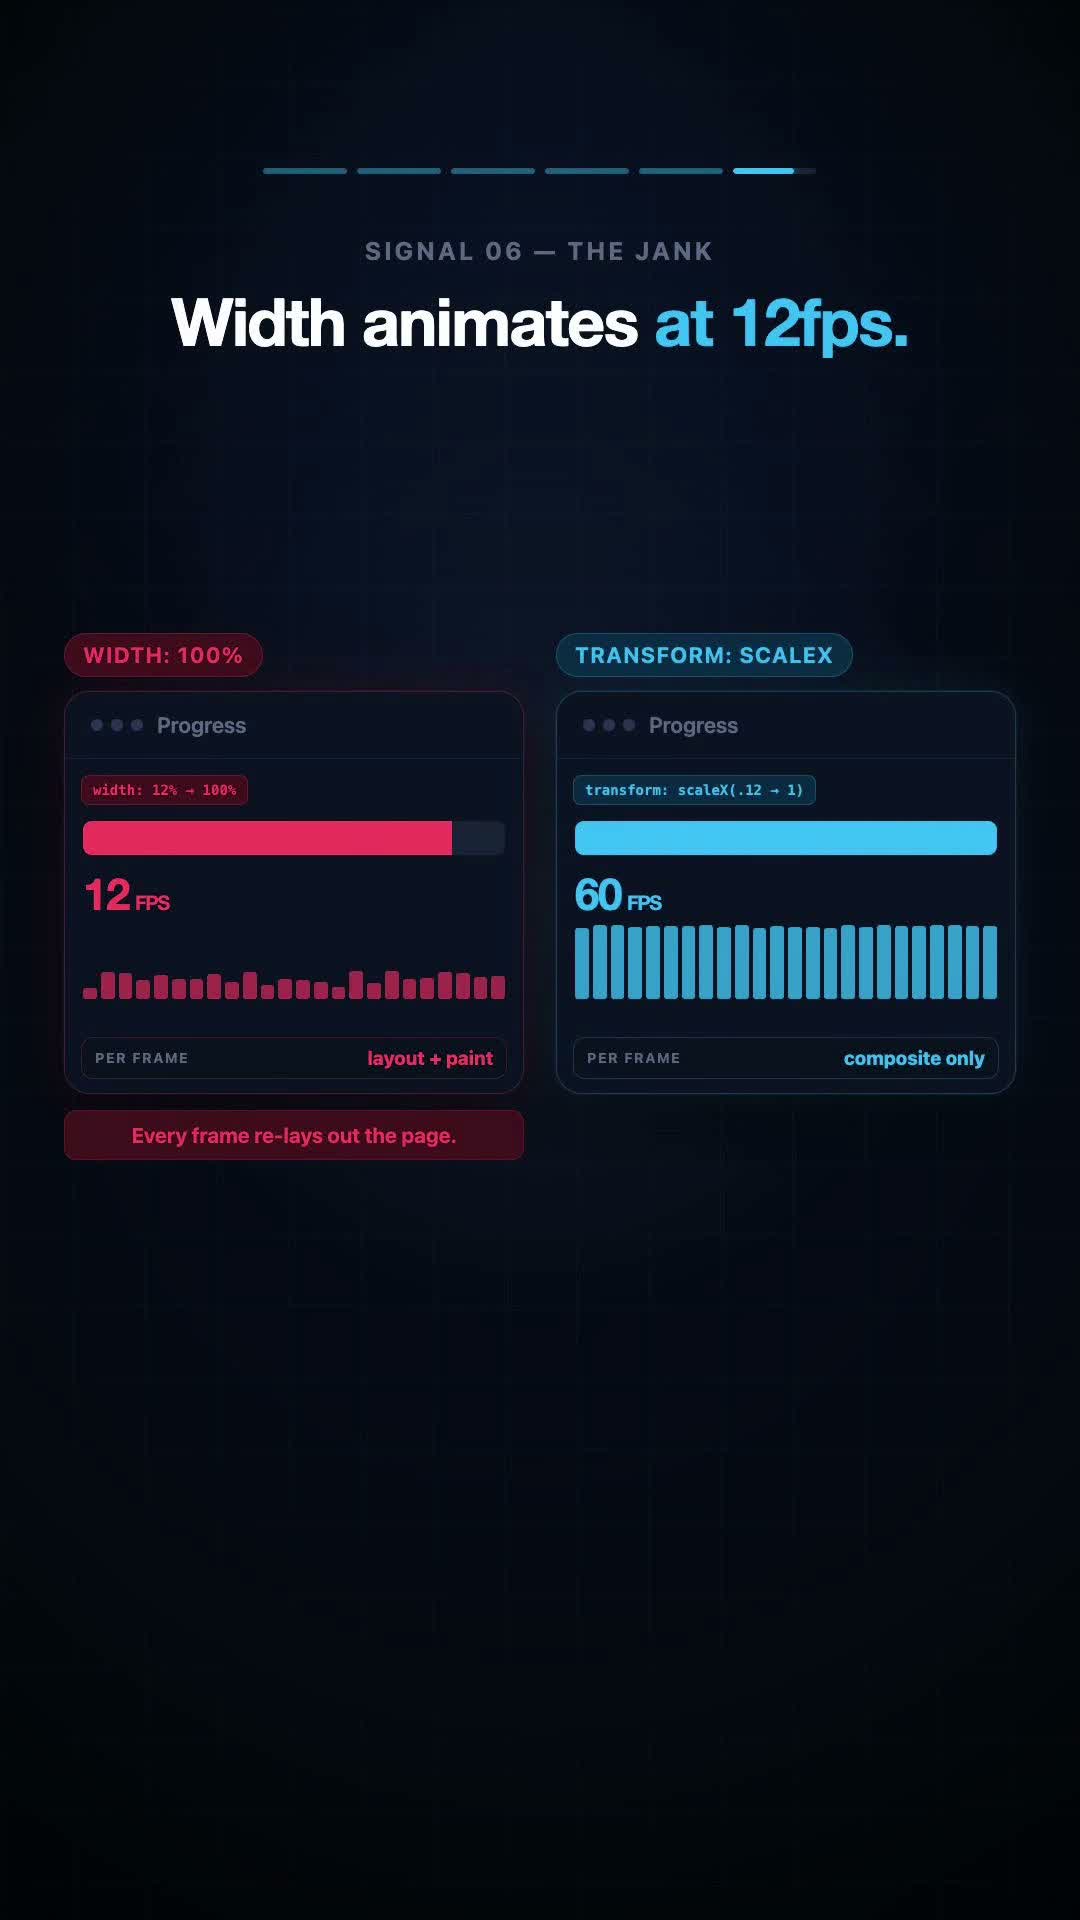 SIGNAL 06 — THE JANK
Width animates at 12fps.
WIDTH: 100%
Progress
width: 12% → 100%
12 FPS
PER FRAME layout + paint
Every frame re-lays out the page.
TRANSFORM: SCALEX
Progress
transform: scaleX(.12 → 1)
60 FPS
PER FRAME composite only